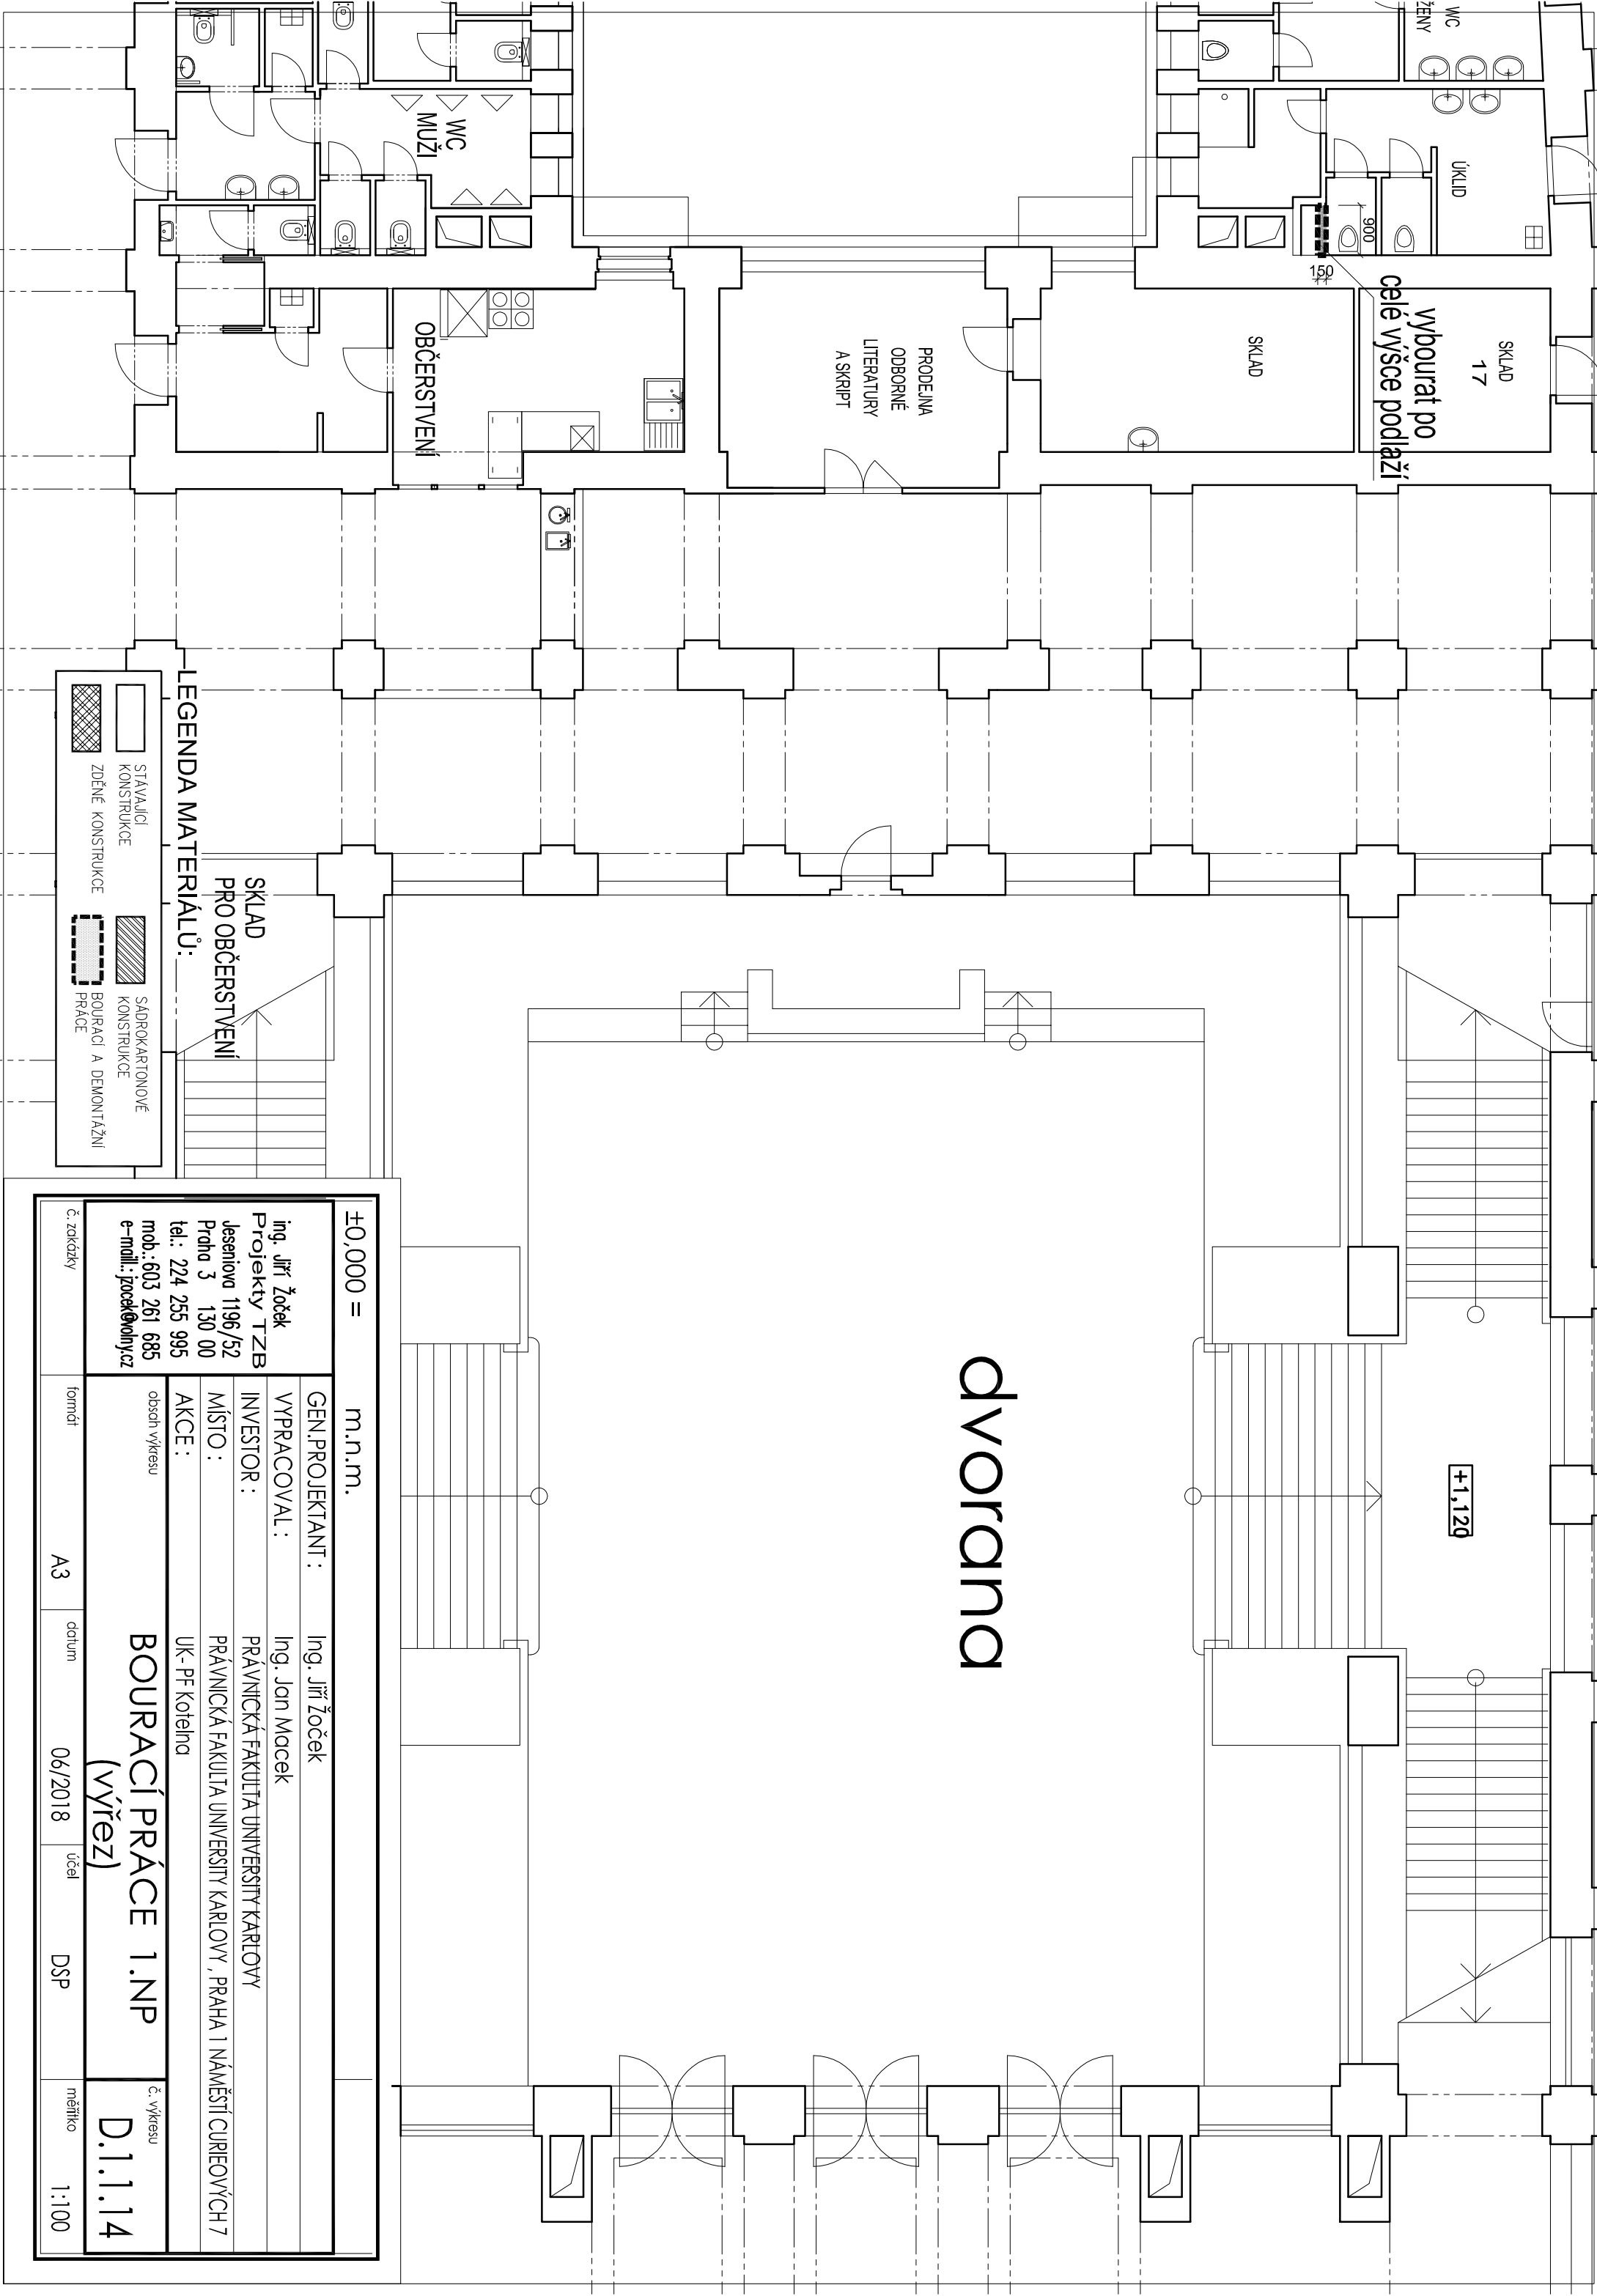 WC
ŽENY
ÚKLID
900
150
vybourat po
celé výšce podlaží
SKLAD
17
SKLAD
PRODEJNA
ODBORNÉ
LITERATURY
A SKRIPT
WC
MUŽI
OBČERSTVENÍ
dvorana
+1,120
SKLAD
PRO OBČERSTVENÍ
LEGENDA MATERIÁLŮ:
STÁVAJÍCÍ
KONSTRUKCE
SÁDROKARTONOVÉ
KONSTRUKCE
ZDĚNÉ KONSTRUKCE
BOURACÍ A DEMONTÁŽNÍ
PRÁCE
±0,000 = m.n.m.
ing. Jiří Žoček
Projekty TZB
Jeseniova 1196/52
Praha 3 130 00
tel.: 224 255 995
mob.:603 261 685
e-mail.: jzocek@volny.cz
GEN.PROJEKTANT : Ing. Jiří Žoček
VYPRACOVAL : Ing. Jan Macek
INVESTOR : PRÁVNICKÁ FAKULTA UNIVERSITY KARLOVY
MÍSTO : PRÁVNICKÁ FAKULTA UNIVERSITY KARLOVY , PRAHA 1 NÁMĚSTÍ CURIEOVÝCH 7
AKCE : UK- PF Kotelna
obsah výkresu
BOURACÍ PRÁCE 1.NP
(výřez)
č. výkresu
D.1.1.14
č. zakázky
formát A3
datum 06/2018
účel DSP
měřítko 1:100